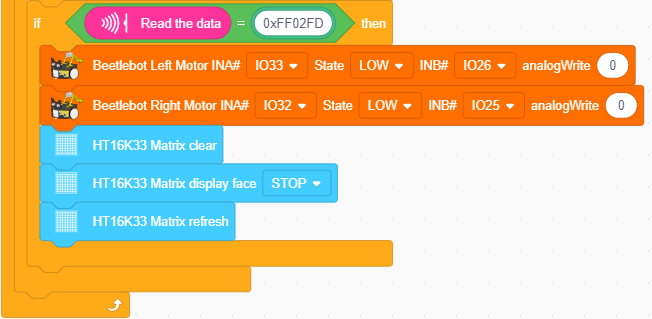 if Read the data = 0xFF02FD then
Beetlebot Left Motor INA# IO33 State LOW INB# IO26 analogWrite 0
Beetlebot Right Motor INA# IO32 State LOW INB# IO25 analogWrite 0
HT16K33 Matrix clear
HT16K33 Matrix display face STOP
HT16K33 Matrix refresh